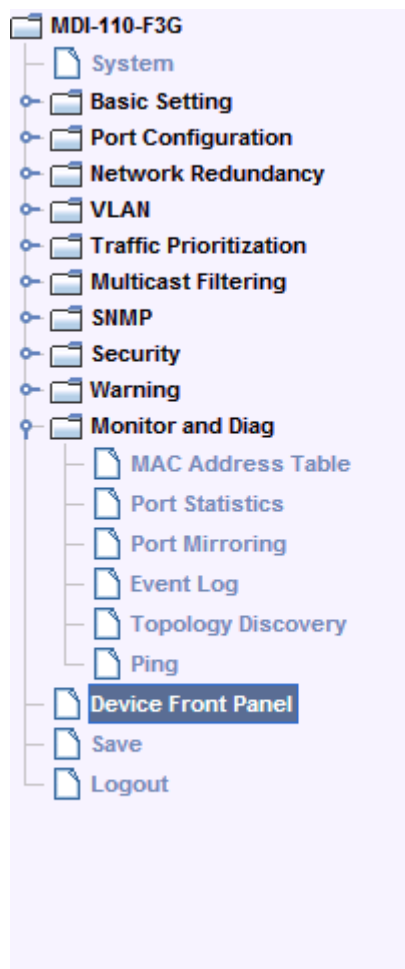 MDI-110-F3G
System
Basic Setting
Port Configuration
Network Redundancy
VLAN
Traffic Prioritization
Multicast Filtering
SNMP
Security
Warning
Monitor and Diag
MAC Address Table
Port Statistics
Port Mirroring
Event Log
Topology Discovery
Ping
Device Front Panel
Save
Logout